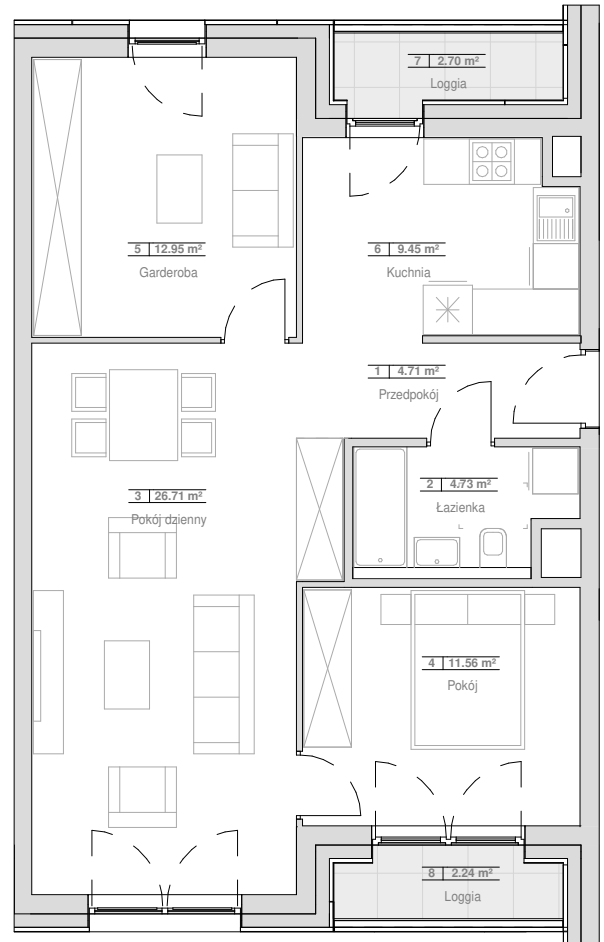 7 2.70 m²
Loggia
5 12.95 m²
Garderoba
6 9.45 m²
Kuchnia
1 4.71 m²
Przedpokój
3 26.71 m²
Pokój dzienny
2 4.73 m²
Łazienka
4 11.56 m²
Pokój
8 2.24 m²
Loggia